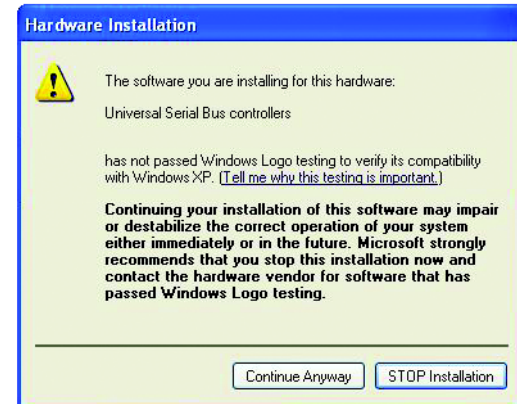 Hardware Installation
The software you are installing for this hardware:
Universal Serial Bus controllers
has not passed Windows Logo testing to verify its compatibility
with Windows XP. (Tell me why this testing is important.)
Continuing your installation of this software may impair
or destabilize the correct operation of your system
either immediately or in the future. Microsoft strongly
recommends that you stop this installation now and
contact the hardware vendor for software that has
passed Windows Logo testing.
Continue Anyway STOP Installation